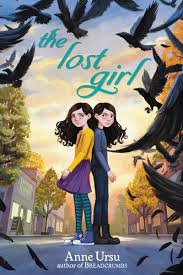 the
lost
girl
Anne Ursu
author of BREADCRUMBS